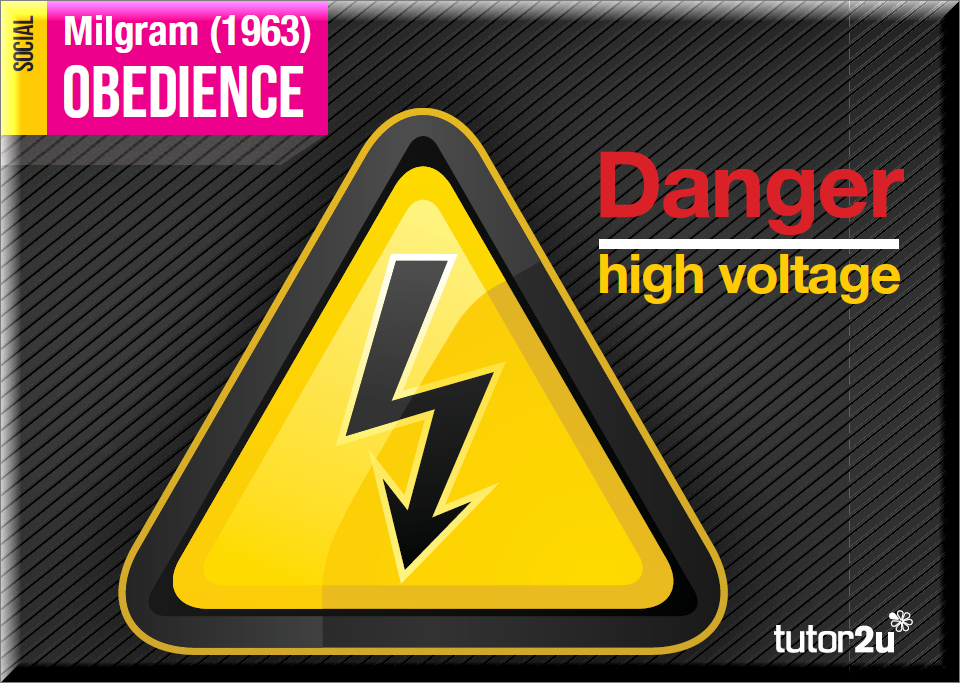 SOCIAL
Milgram (1963)
OBEDIENCE
Danger
high voltage
tutor2u